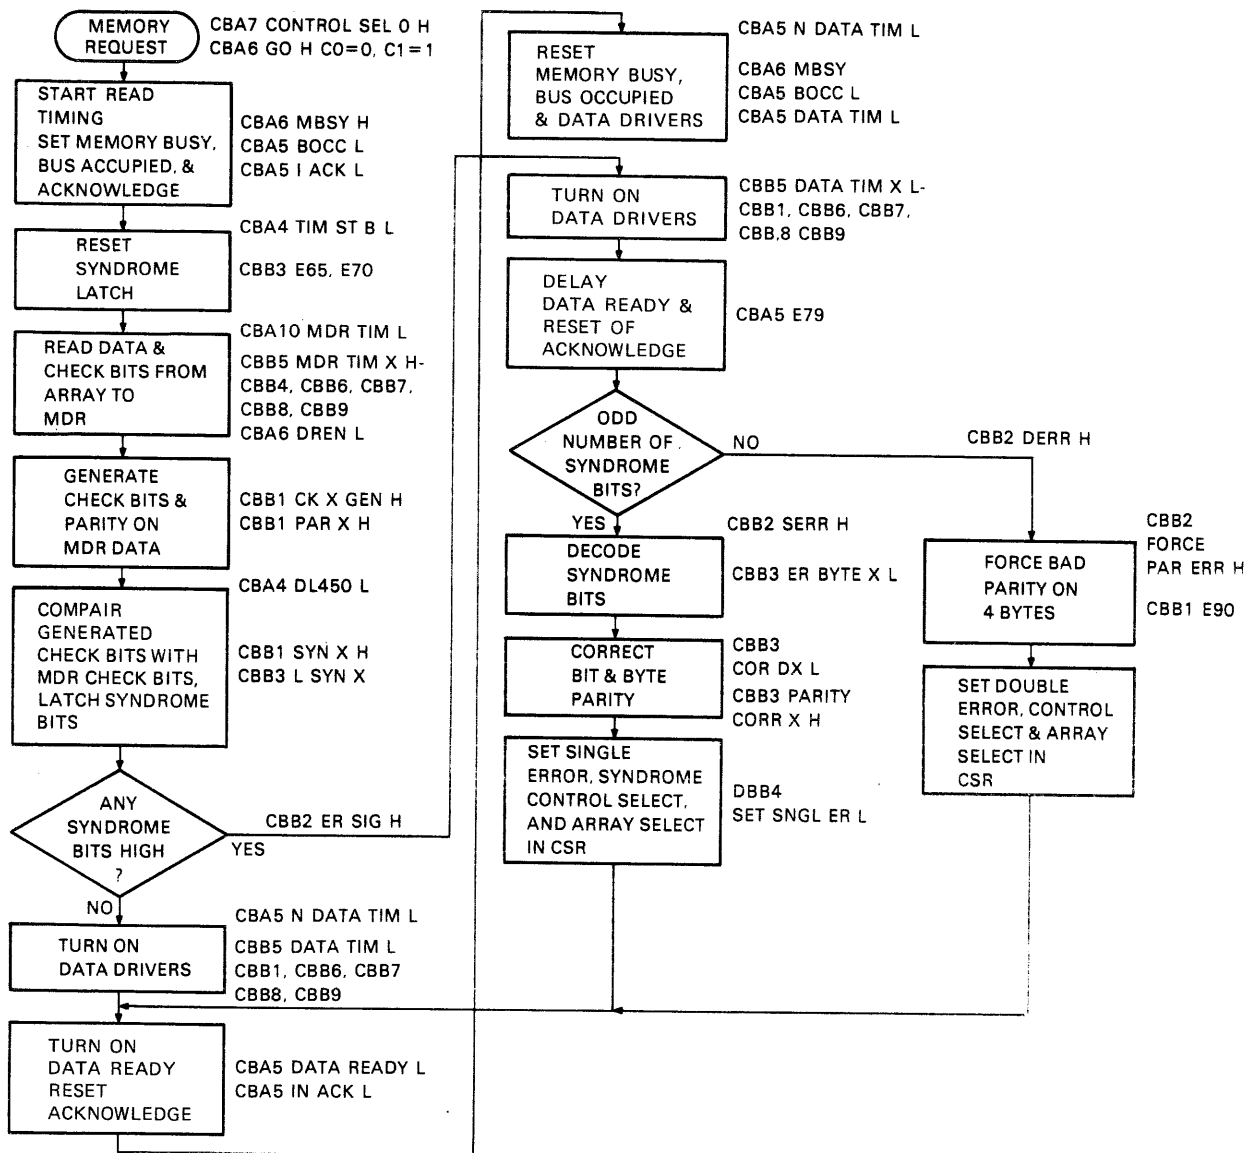 MEMORY
REQUEST
CBA7 CONTROL SEL 0 H
CBA6 GO H C0=0, C1=1
START READ
TIMING
SET MEMORY BUSY,
BUS ACCUPIED, &
ACKNOWLEDGE
CBA6 MBSY H
CBA5 BOCC L
CBA5 I ACK L
CBA4 TIM ST B L
RESET
SYNDROME
LATCH
CBB3 E65, E70
CBA10 MDR TIM L
READ DATA &
CHECK BITS FROM
ARRAY TO
MDR
CBB5 MDR TIM X H-
CBB4, CBB6, CBB7,
CBB8, CBB9
CBA6 DREN L
GENERATE
CHECK BITS &
PARITY ON
MDR DATA
CBB1 CK X GEN H
CBB1 PAR X H
CBA4 DL450 L
COMPAIR
GENERATED
CHECK BITS WITH
MDR CHECK BITS,
LATCH SYNDROME
BITS
CBB1 SYN X H
CBB3 L SYN X
ANY
SYNDROME
BITS HIGH
?
CBB2 ER SIG H
YES
NO
CBA5 N DATA TIM L
TURN ON
DATA DRIVERS
CBB5 DATA TIM L
CBB1, CBB6, CBB7
CBB8, CBB9
TURN ON
DATA READY
RESET
ACKNOWLEDGE
CBA5 DATA READY L
CBA5 IN ACK L
CBA5 N DATA TIM L
RESET
MEMORY BUSY,
BUS OCCUPIED
& DATA DRIVERS
CBA6 MBSY
CBA5 BOCC L
CBA5 DATA TIM L
TURN ON
DATA DRIVERS
CBB5 DATA TIM X L-
CBB1, CBB6, CBB7,
CBB,8 CBB9
DELAY
DATA READY &
RESET OF
ACKNOWLEDGE
CBA5 E79
ODD
NUMBER OF
SYNDROME
BITS?
NO
CBB2 DERR H
YES
CBB2 SERR H
DECODE
SYNDROME
BITS
CBB3 ER BYTE X L
CORRECT
BIT & BYTE
PARITY
CBB3
COR DX L
CBB3 PARITY
CORR X H
SET SINGLE
ERROR, SYNDROME
CONTROL SELECT,
AND ARRAY SELECT
IN CSR
DBB4
SET SNGL ER L
FORCE BAD
PARITY ON
4 BYTES
CBB2
FORCE
PAR ERR H
CBB1 E90
SET DOUBLE
ERROR, CONTROL
SELECT & ARRAY
SELECT IN
CSR